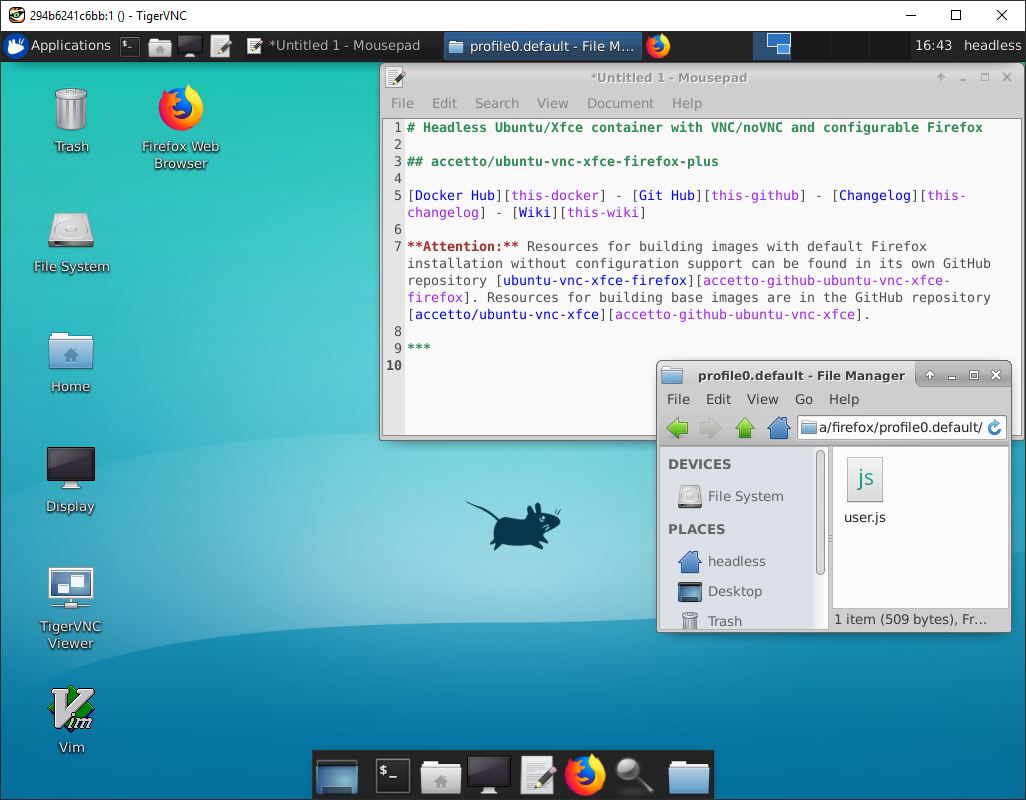 294b6241c6bb:1 () - TigerVNC
Applications
*Untitled 1 - Mousepad
profile0.default - File M...
16:43 headless
Trash
Firefox Web
Browser
File System
Home
Display
TigerVNC
Viewer
Vim
*Untitled 1 - Mousepad
File Edit Search View Document Help
1 # Headless Ubuntu/Xfce container with VNC/noVNC and configurable Firefox
2
3 ## accetto/ubuntu-vnc-xfce-firefox-plus
4
5 [Docker Hub][this-docker] - [Git Hub][this-github] - [Changelog][this-
changelog] - [Wiki][this-wiki]
6
7 **Attention:** Resources for building images with default Firefox
installation without configuration support can be found in its own GitHub
repository [ubuntu-vnc-xfce-firefox][accetto-github-ubuntu-vnc-xfce-
firefox]. Resources for building base images are in the GitHub repository
[accetto/ubuntu-vnc-xfce][accetto-github-ubuntu-vnc-xfce].
8
9 ***
10
profile0.default - File Manager
File Edit View Go Help
a/firefox/profile0.default/
DEVICES
File System
PLACES
headless
Desktop
Trash
js
user.js
1 item (509 bytes), Fr...
$_